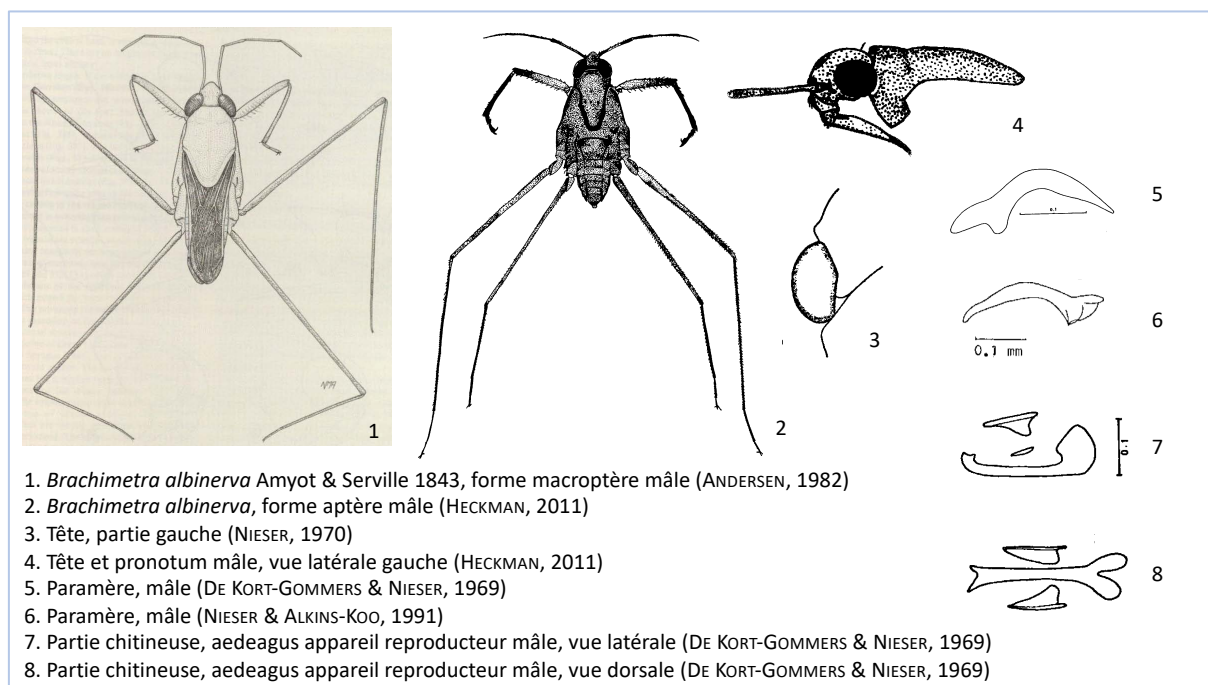 4
5
0.1
6
0.1 mm
3
7
0.1
1
2
8
1. Brachimetra albinerva Amyot & Serville 1843, forme macroptère mâle (ANDERSEN, 1982)
2. Brachimetra albinerva, forme aptère mâle (HECKMAN, 2011)
3. Tête, partie gauche (NIESER, 1970)
4. Tête et pronotum mâle, vue latérale gauche (HECKMAN, 2011)
5. Paramère, mâle (DE KORT-GOMMERS & NIESER, 1969)
6. Paramère, mâle (NIESER & ALKINS-KOO, 1991)
7. Partie chitineuse, aedeagus appareil reproducteur mâle, vue latérale (DE KORT-GOMMERS & NIESER, 1969)
8. Partie chitineuse, aedeagus appareil reproducteur mâle, vue dorsale (DE KORT-GOMMERS & NIESER, 1969)